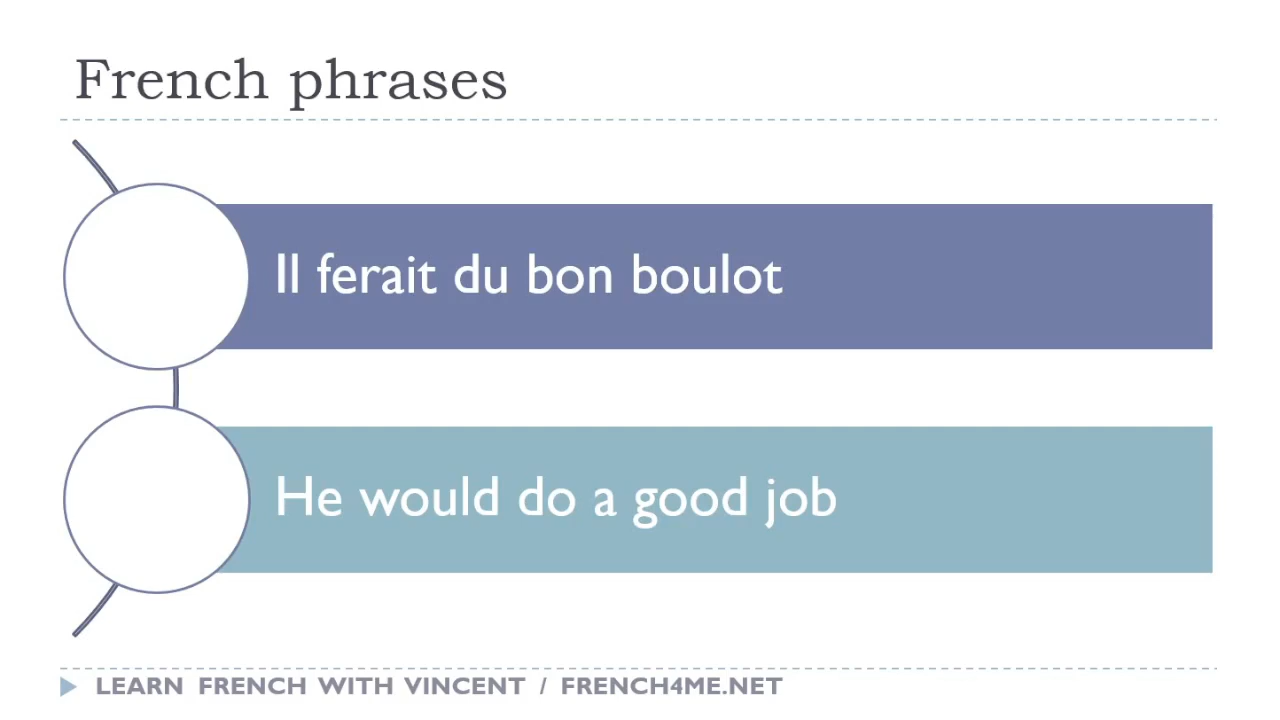 French phrases
Il ferait du bon boulot
He would do a good job
LEARN FRENCH WITH VINCENT / FRENCH4ME.NET